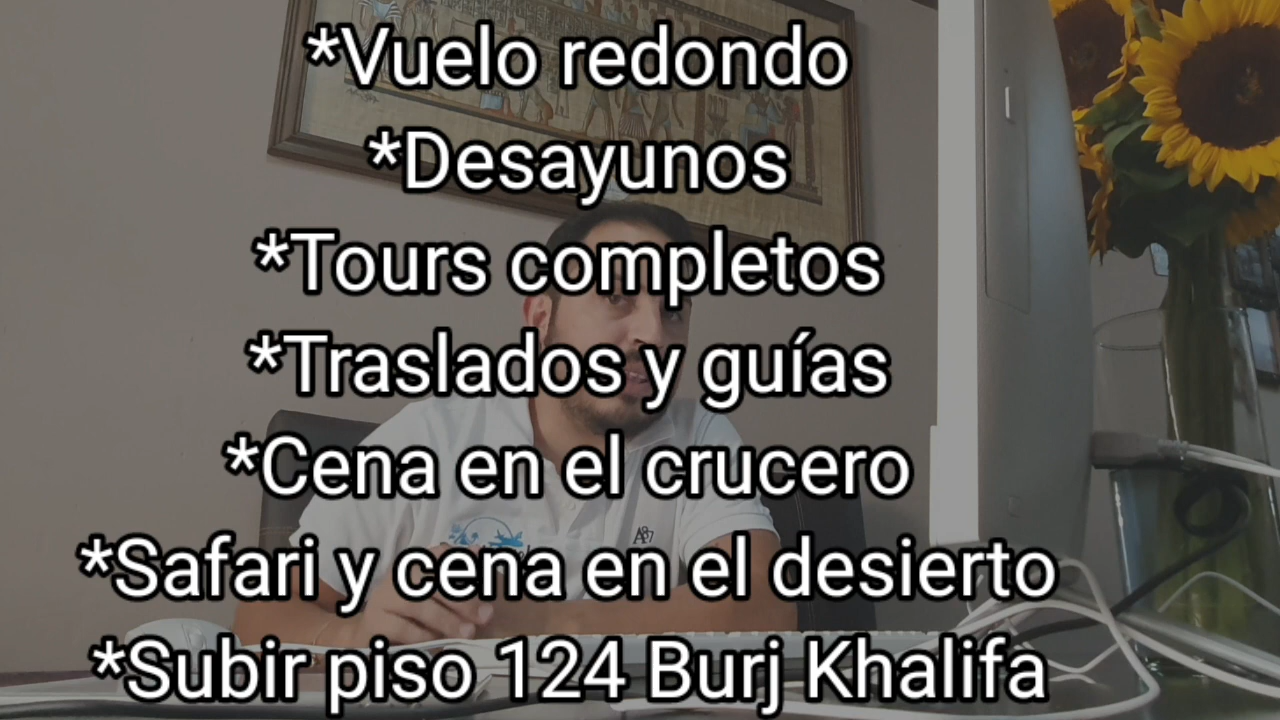 *Vuelo redondo
*Desayunos
*Tours completos
*Traslados y guías
*Cena en el crucero
*Safari y cena en el desierto
*Subir piso 124 Burj Khalifa